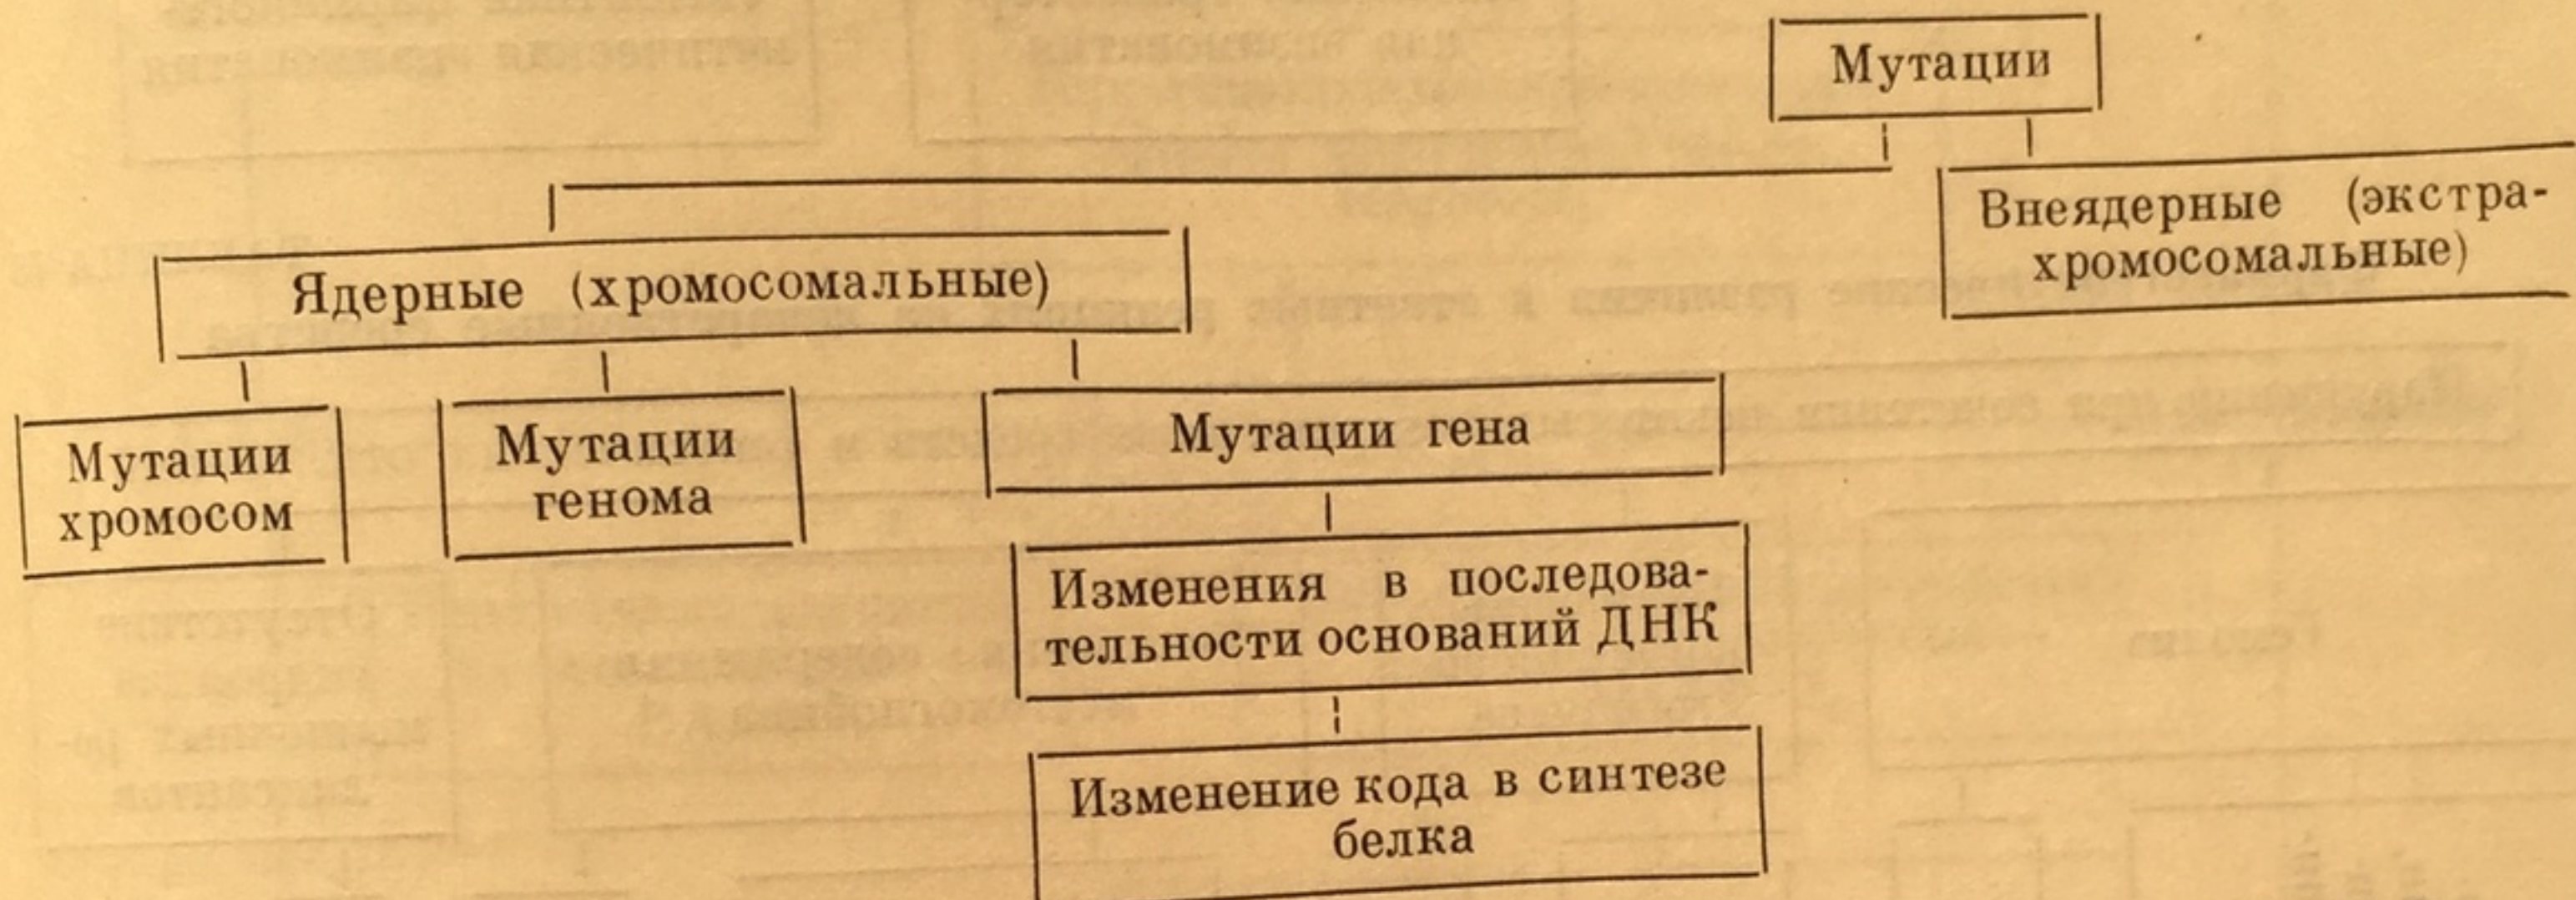 Мутации
Внеядерные (экстра-
хромосомальные)
Ядерные (хромосомальные)
Мутации
хромосом
Мутации
генома
Мутации гена
Изменения в последова-
тельности оснований ДНК
Изменение кода в синтезе
белка